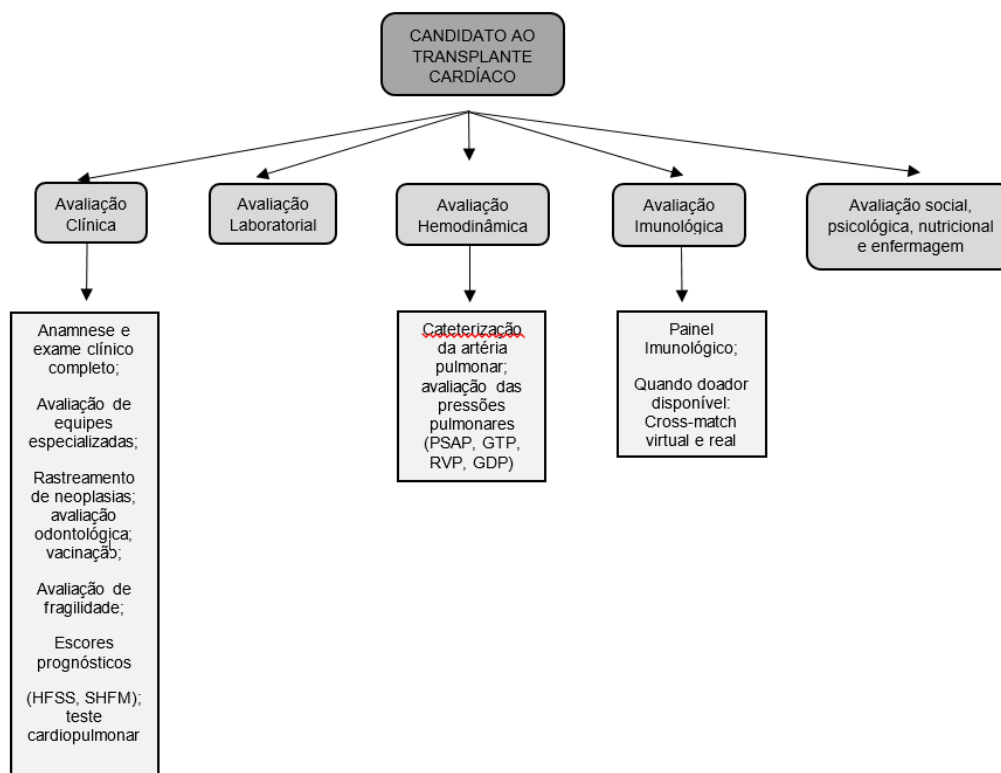 CANDIDATO AO
TRANSPLANTE
CARDÍACO
Avaliação
Clínica
Avaliação
Laboratorial
Avaliação
Hemodinâmica
Avaliação
Imunológica
Avaliação social,
psicológica, nutricional
e enfermagem
Anamnese e
exame clínico
completo;
Avaliação de
equipes
especializadas;
Rastreamento
de neoplasias;
avaliação
odontológica;
vacinação;
Avaliação de
fragilidade;
Escores
prognósticos
(HFSS, SHFM);
teste
cardiopulmonar
Cateterização
da artéria
pulmonar;
avaliação das
pressões
pulmonares
(PSAP, GTP,
RVP, GDP)
Painel
Imunológico;
Quando doador
disponível:
Cross-match
virtual e real